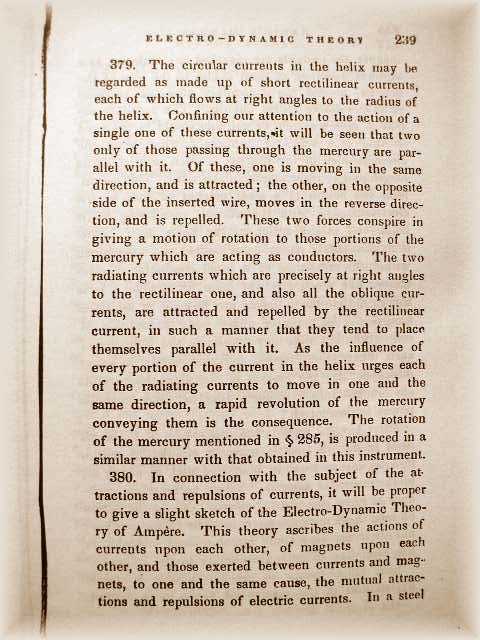 ELECTRO-DYNAMIC THEORY 239
379. The circular currents in the helix may be
regarded as made up of short rectilinear currents,
each of which flows at right angles to the radius of
the helix. Confining our attention to the action of a
single one of these currents, it will be seen that two
only of those passing through the mercury are par-
allel with it. Of these, one is moving in the same
direction, and is attracted; the other, on the opposite
side of the inserted wire, moves in the reverse direc-
tion, and is repelled. These two forces conspire in
giving a motion of rotation to those portions of the
mercury which are acting as conductors. The two
radiating currents which are precisely at right angles
to the rectilinear one, and also all the oblique cur-
rents, are attracted and repelled by the rectilinear
current, in such a manner that they tend to place
themselves parallel with it. As the influence of
every portion of the current in the helix urges each
of the radiating currents to move in one and the
same direction, a rapid revolution of the mercury
conveying them is the consequence. The rotation
of the mercury mentioned in § 285, is produced in a
similar manner with that obtained in this instrument.
380. In connection with the subject of the at-
tractions and repulsions of currents, it will be proper
to give a slight sketch of the Electro-Dynamic Theo-
ry of Ampère. This theory ascribes the actions of
currents upon each other, of magnets upon each
other, and those exerted between currents and mag-
nets, to one and the same cause, the mutual attrac-
tions and repulsions of electric currents. In a steel